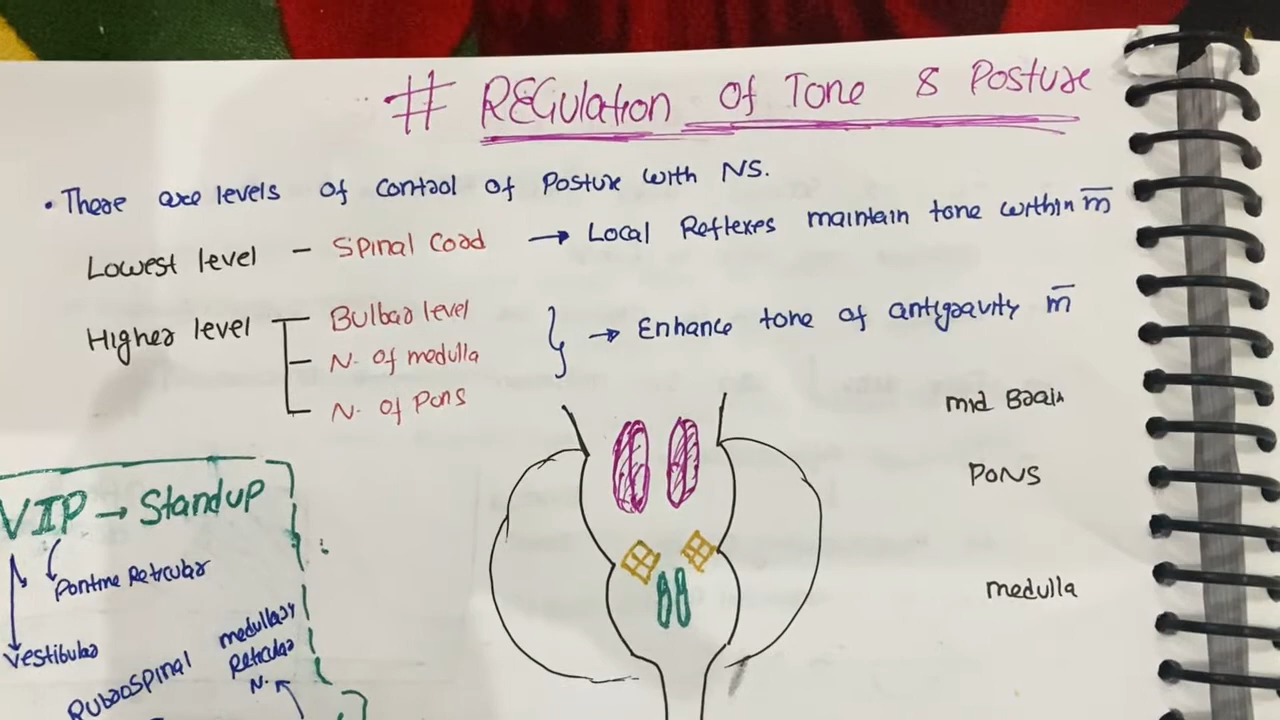 # REGulation of Tone & Posture
• There are levels of control of Posture with NS.
Lowest level - Spinal Cord → Local Reflexes maintain tone within m̅
Higher level
Bulbar level
N. of medulla
N. of Pons
→ Enhance tone of antigravity m̅
mid Brain
PONS
medulla
VIP → Standup
Pontine Reticular
Vestibular
Rubrospinal
medullary
Reticular
N.